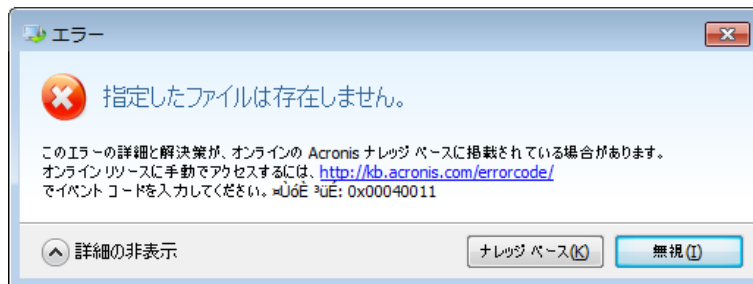 エラー
指定したファイルは存在しません。
このエラーの詳細と解決策が、オンラインの Acronis ナレッジ ベースに掲載されている場合があります。
オンライン リソースに手動でアクセスするには、http://kb.acronis.com/errorcode/
でイベント コードを入力してください。¤ÙóÈ ³üÉ: 0x00040011
詳細の非表示
ナレッジ ベース(K)
無視(I)